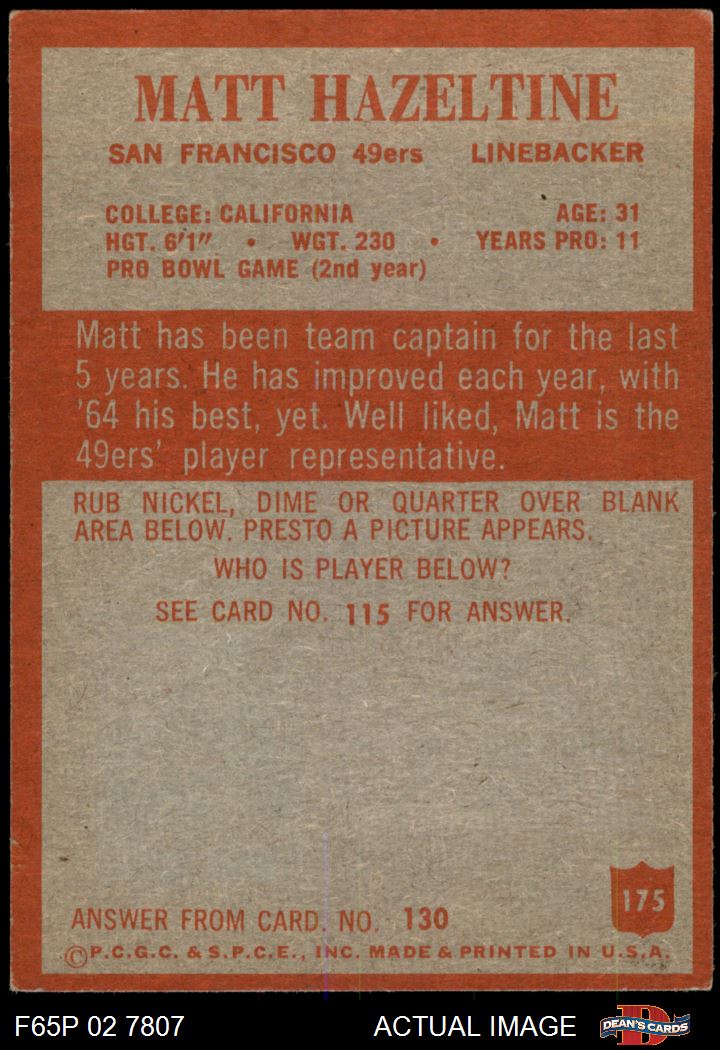 MATT HAZELTINE
SAN FRANCISCO 49ers LINEBACKER
COLLEGE: CALIFORNIA AGE: 31
HGT. 6'1" • WGT. 230 • YEARS PRO: 11
PRO BOWL GAME (2nd year)
Matt has been team captain for the last
5 years. He has improved each year, with
'64 his best, yet. Well liked, Matt is the
49ers' player representative.
RUB NICKEL, DIME OR QUARTER OVER BLANK
AREA BELOW. PRESTO A PICTURE APPEARS.
WHO IS PLAYER BELOW?
SEE CARD NO. 115 FOR ANSWER.
175
ANSWER FROM CARD. NO. 130
©P.C.G.C. & S.P.C.E., INC. MADE & PRINTED IN U.S.A.
F65P 02 7807 ACTUAL IMAGE DEAN'S CARDS